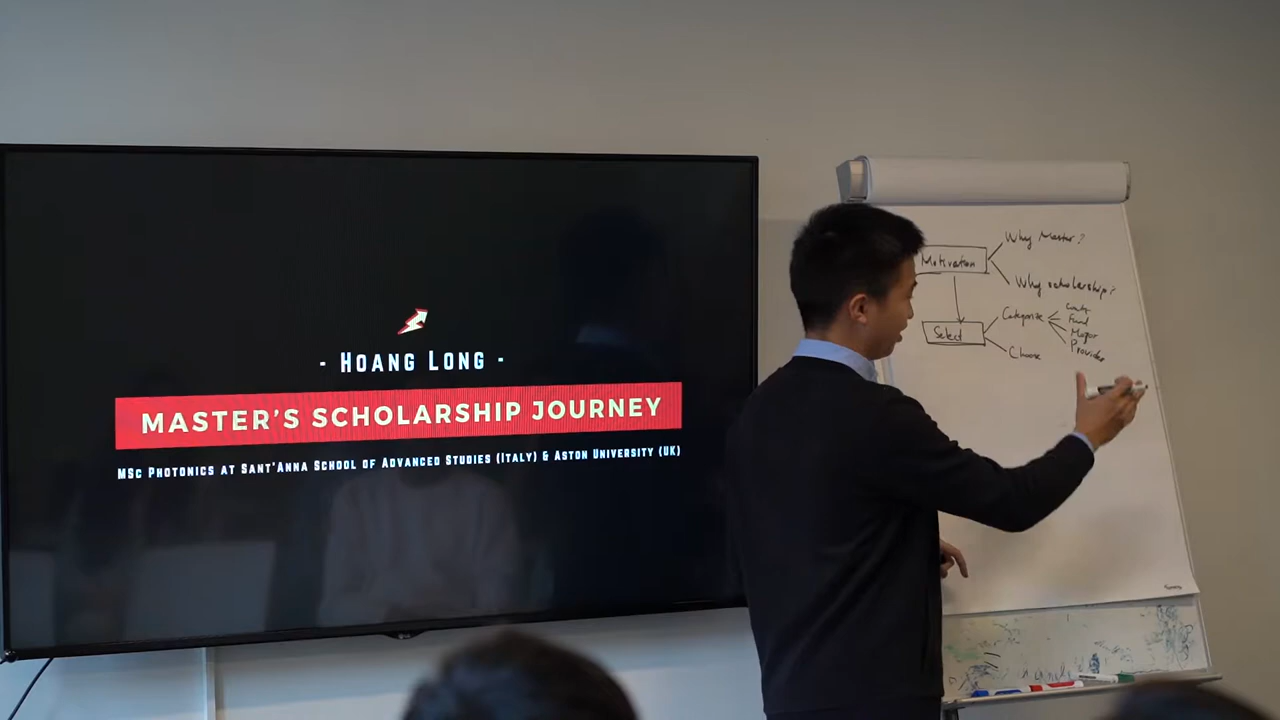 - HOANG LONG -
MASTER'S SCHOLARSHIP JOURNEY
MSC PHOTONICS AT SANT'ANNA SCHOOL OF ADVANCED STUDIES (ITALY) & ASTON UNIVERSITY (UK)
Why Master?
Motivation
Why scholarship?
Categorize
Fund
Major
Provider
Select
Choose